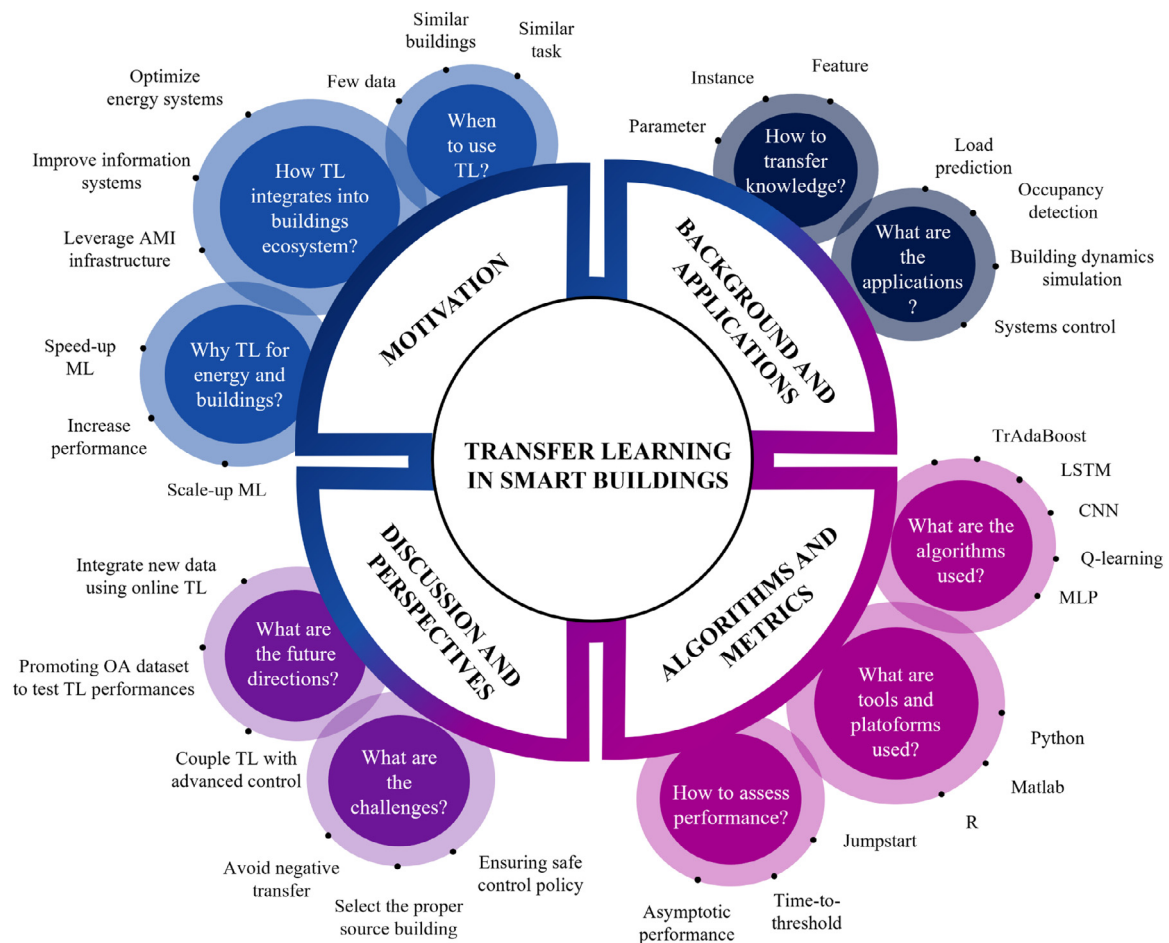 TRANSFER LEARNING
IN SMART BUILDINGS
MOTIVATION
When
to use
TL?
Few data
Similar
buildings
Similar
task
How TL
integrates into
buildings
ecosystem?
Optimize
energy systems
Improve information
systems
Leverage AMI
infrastructure
Why TL for
energy and
buildings?
Speed-up
ML
Increase
performance
Scale-up ML
BACKGROUND AND
APPLICATIONS
How to
transfer
knowledge?
Parameter
Instance
Feature
What are
the
applications
?
Load
prediction
Occupancy
detection
Building dynamics
simulation
Systems control
ALGORITHMS AND
METRICS
What are the
algorithms
used?
TrAdaBoost
LSTM
CNN
Q-learning
MLP
What are
tools and
platoforms
used?
Python
Matlab
R
How to assess
performance?
Jumpstart
Time-to-
threshold
Asymptotic
performance
DISCUSSION AND
PERSPECTIVES
What are
the future
directions?
Integrate new data
using online TL
Promoting OA dataset
to test TL performances
Couple TL with
advanced control
What are
the
challenges?
Avoid negative
transfer
Select the proper
source building
Ensuring safe
control policy